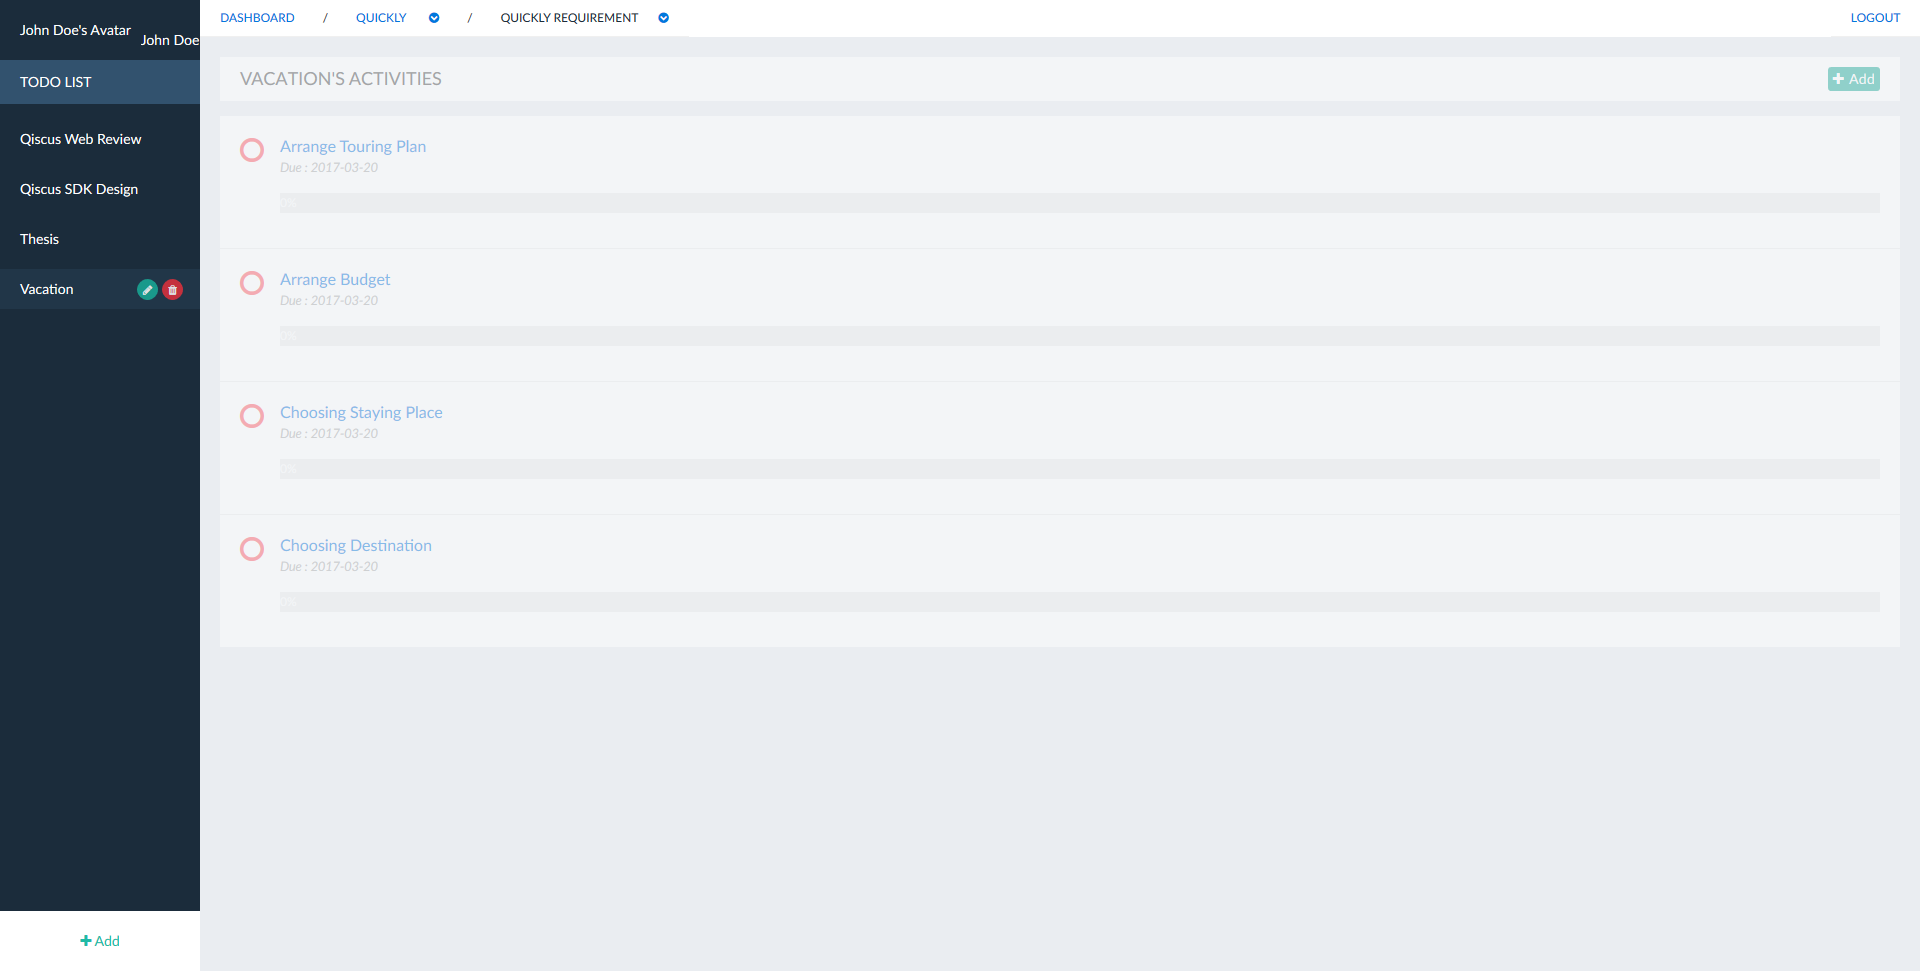 John Doe's Avatar
John Doe
TODO LIST
Qiscus Web Review
Qiscus SDK Design
Thesis
Vacation
+ Add
DASHBOARD / QUICKLY / QUICKLY REQUIREMENT
LOGOUT
VACATION'S ACTIVITIES
+ Add
Arrange Touring Plan
Due : 2017-03-20
0%
Arrange Budget
Due : 2017-03-20
0%
Choosing Staying Place
Due : 2017-03-20
0%
Choosing Destination
Due : 2017-03-20
0%